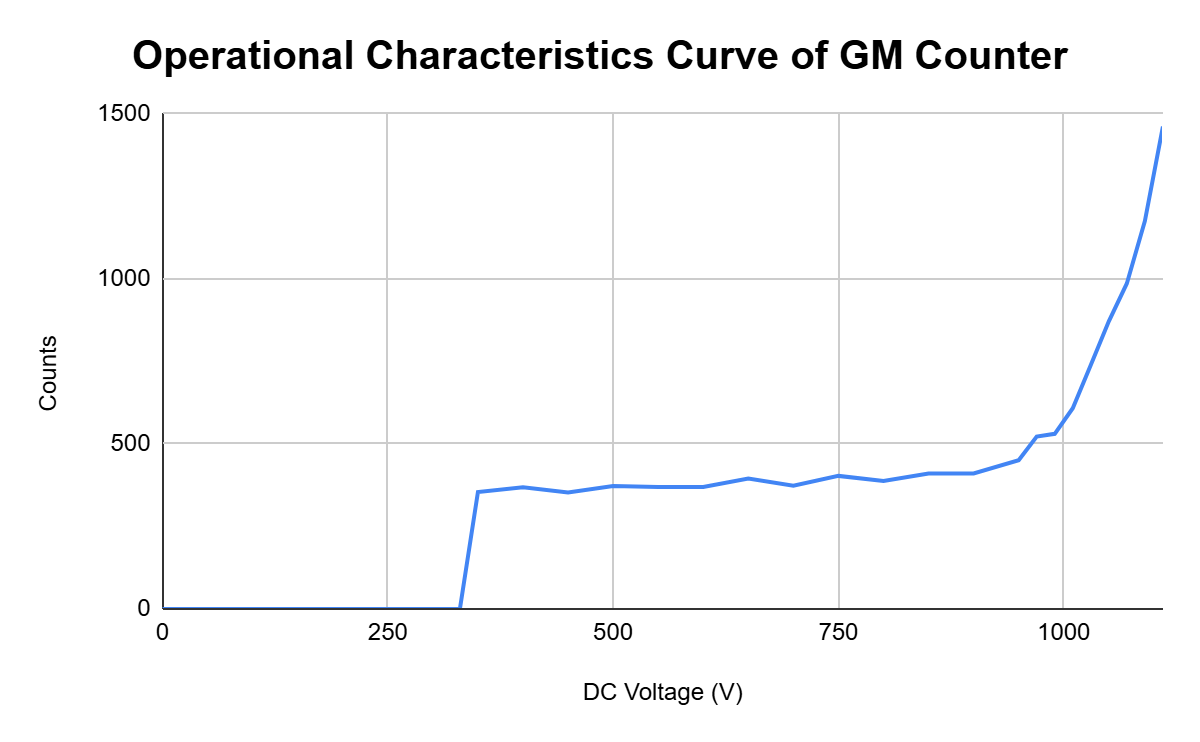 Operational Characteristics Curve of GM Counter
1500
1000
500
0
Counts
0 250 500 750 1000
DC Voltage (V)